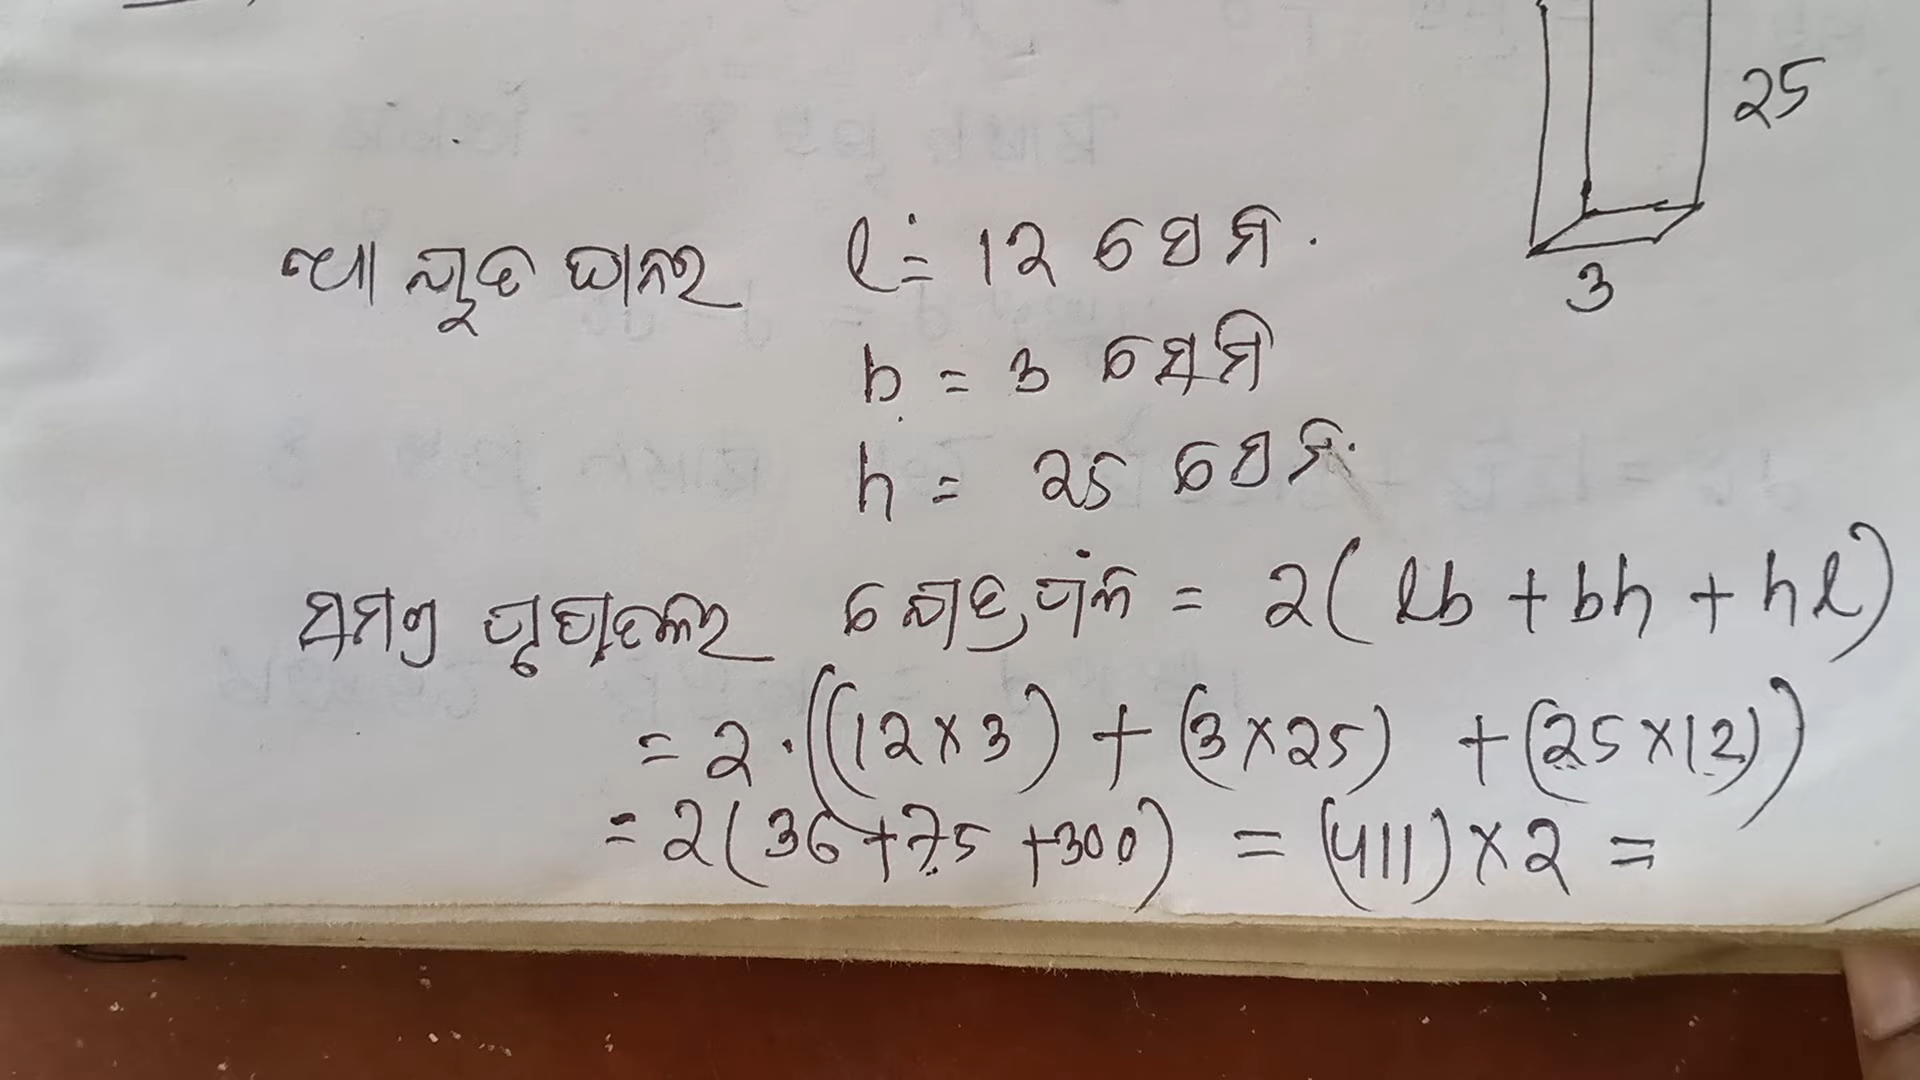 25
3
ଆୟତ ଘନର l = 12 ସେମି.
b = 3 ସେମି
h = 25 ସେମି.
ସମଗ୍ର ପୃଷ୍ଠତଳର କ୍ଷେତ୍ରଫଳ = 2(lb + bh + hl)
= 2.((12×3) + (3×25) + (25×12))
= 2(36+75+300) = (411)×2 =